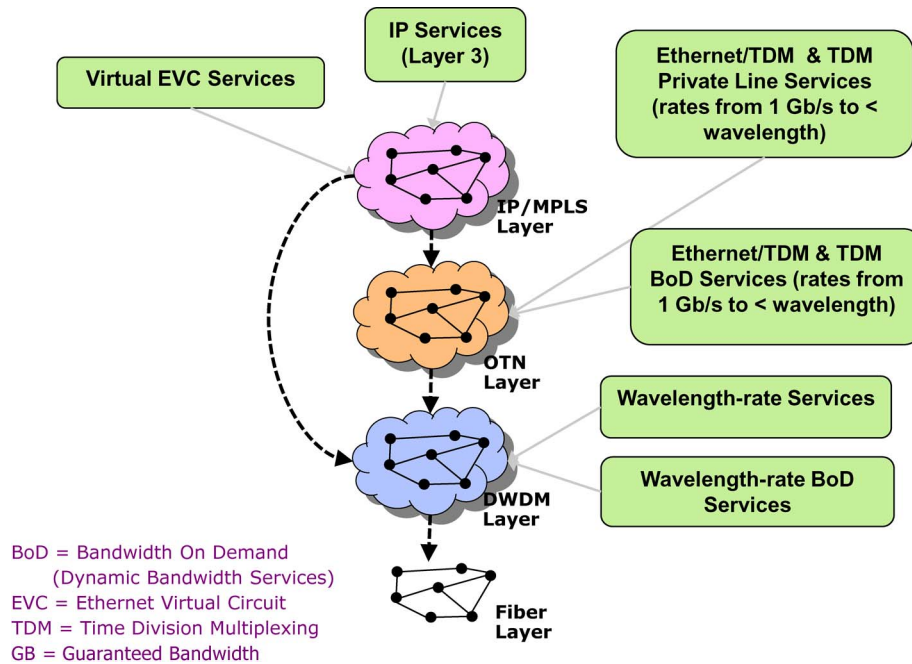 IP Services
(Layer 3)
Virtual EVC Services
Ethernet/TDM & TDM
Private Line Services
(rates from 1 Gb/s to <
wavelength)
IP/MPLS
Layer
Ethernet/TDM & TDM
BoD Services (rates from
1 Gb/s to < wavelength)
OTN
Layer
Wavelength-rate Services
Wavelength-rate BoD
Services
DWDM
Layer
Fiber
Layer
BoD = Bandwidth On Demand
(Dynamic Bandwidth Services)
EVC = Ethernet Virtual Circuit
TDM = Time Division Multiplexing
GB = Guaranteed Bandwidth